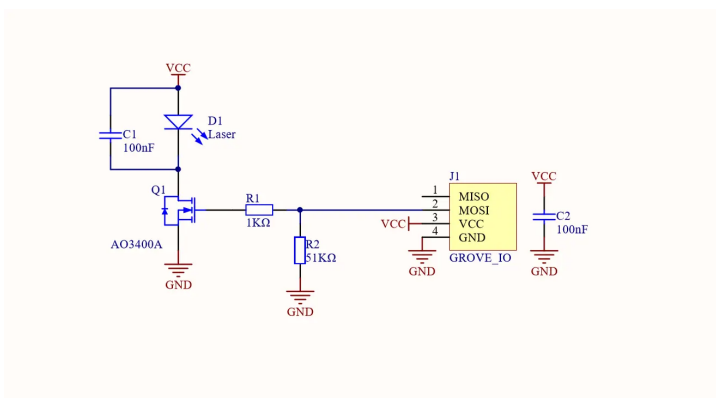 VCC
D1
Laser
C1
100nF
Q1
AO3400A
GND
R1
1KΩ
R2
51KΩ
GND
J1
1
MISO
2
MOSI
VCC
3
VCC
4
GND
GND
GROVE_IO
VCC
C2
100nF
GND